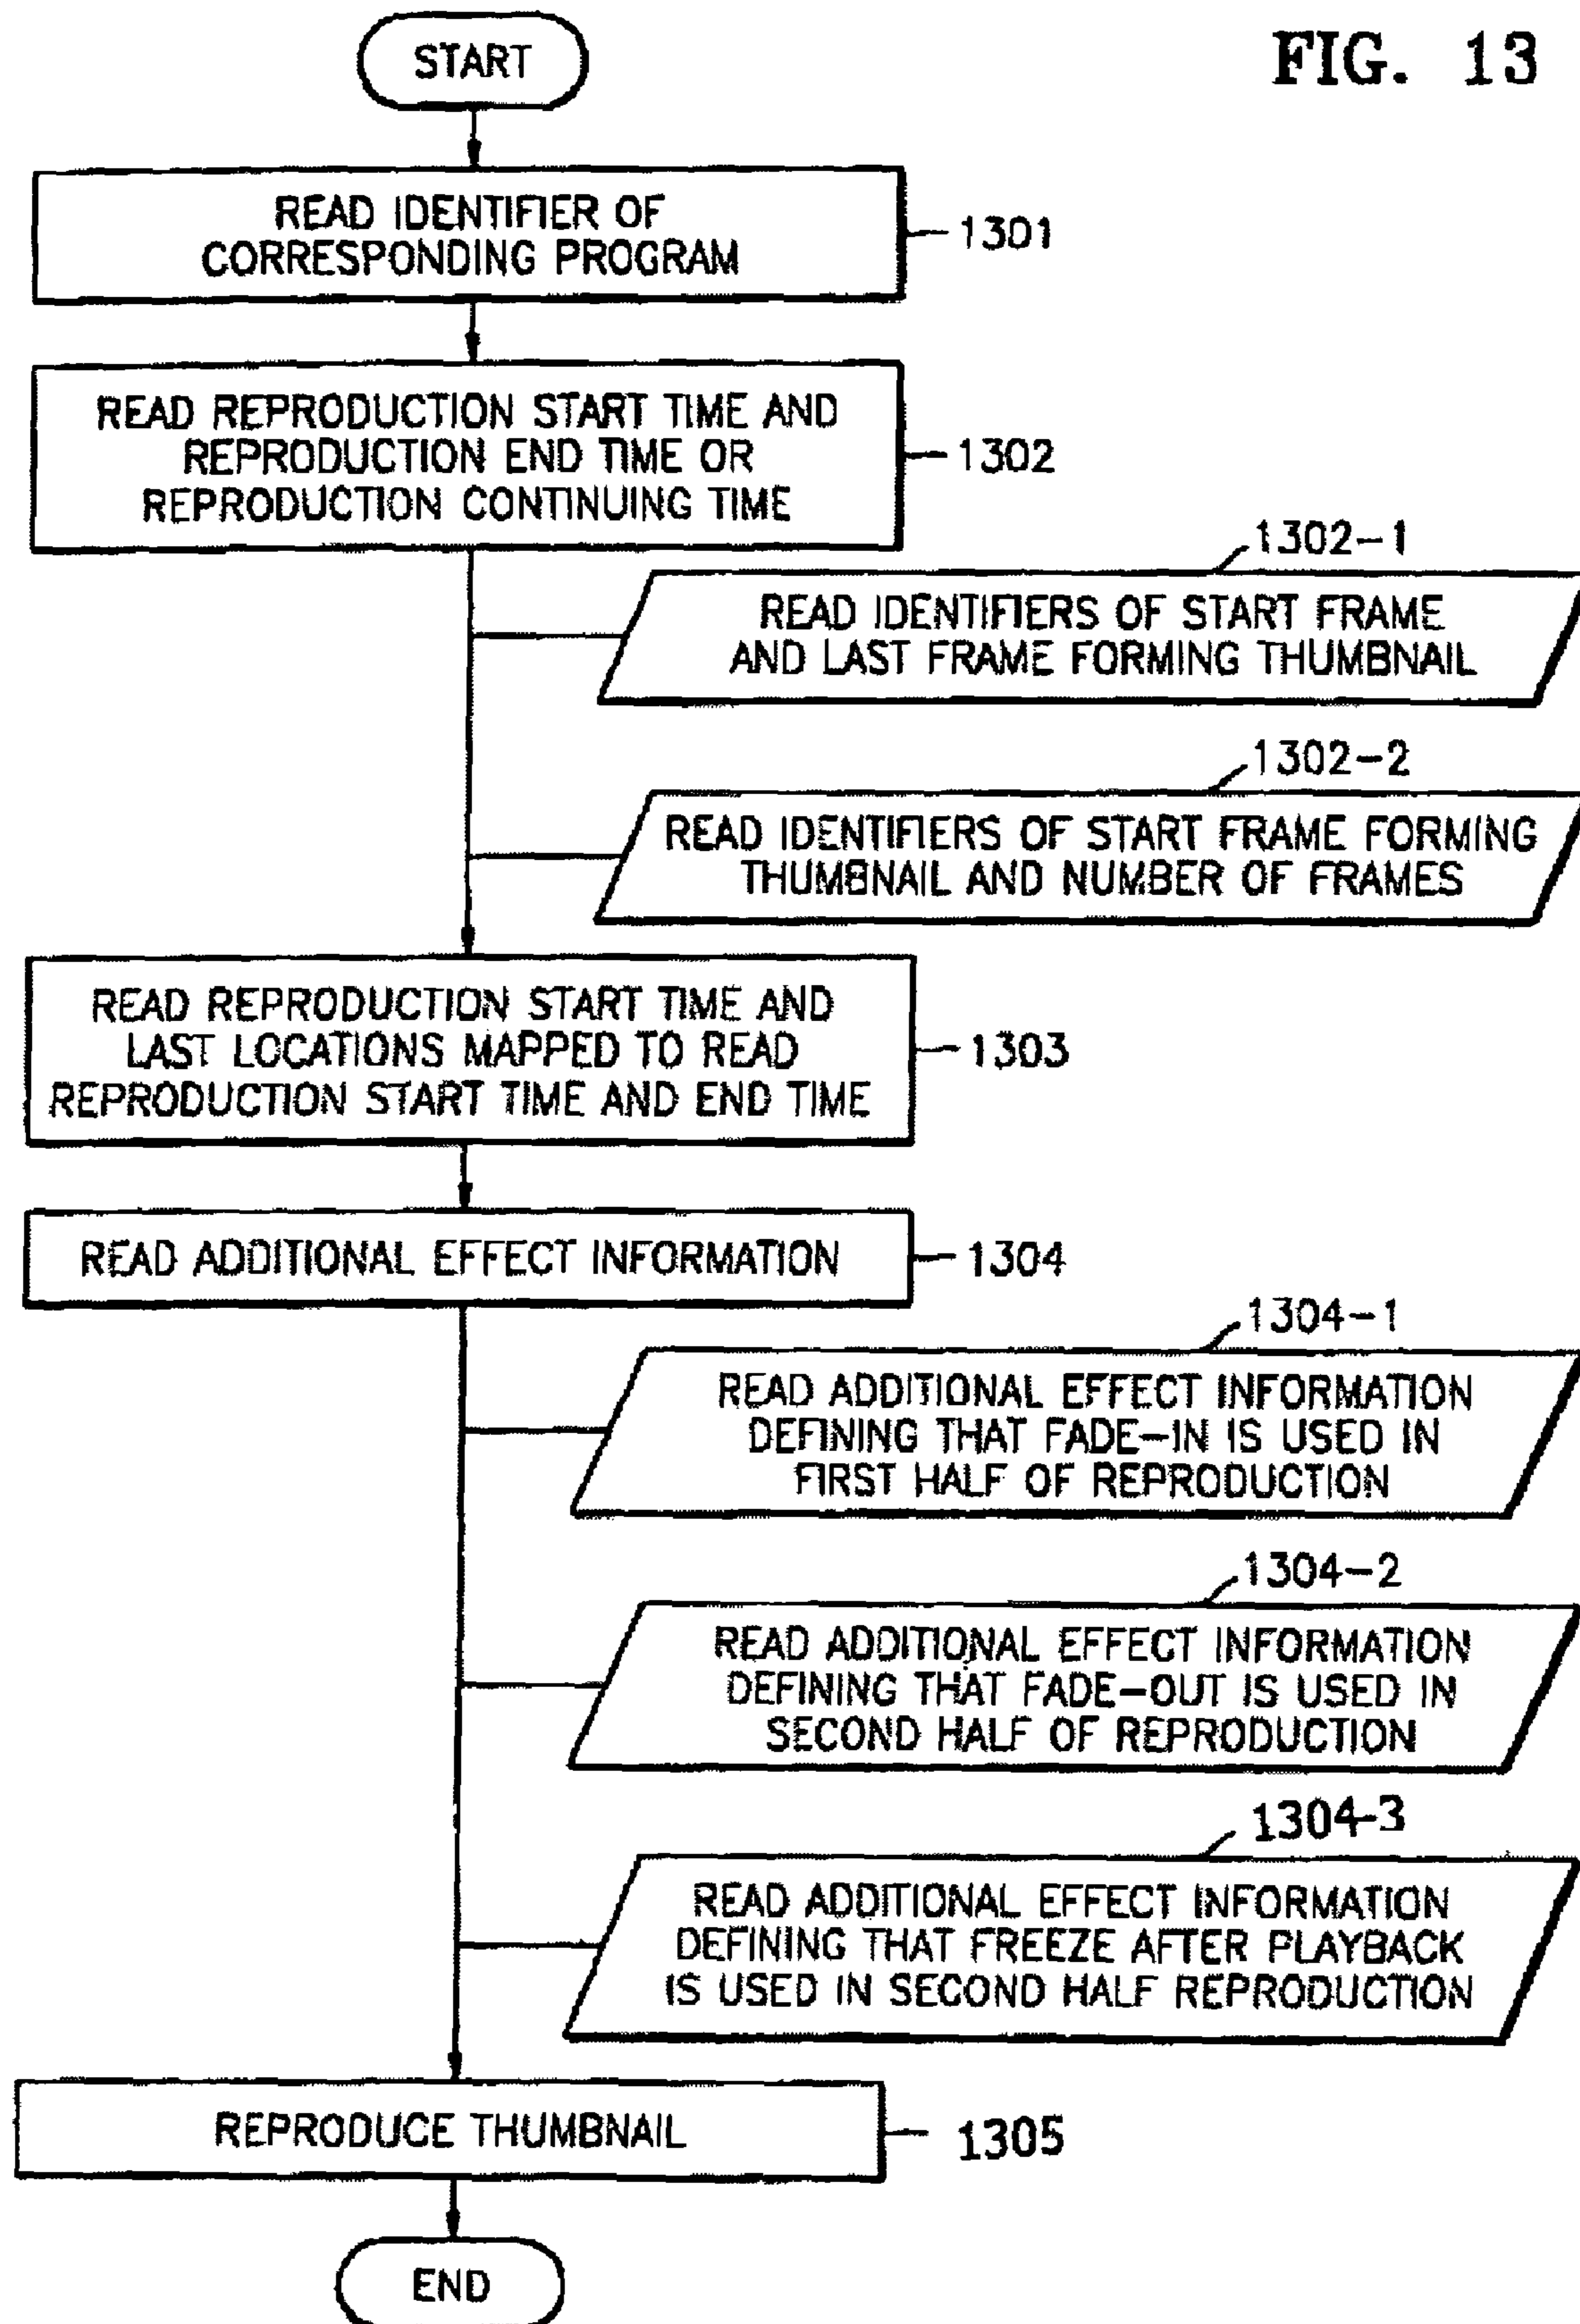 FIG. 13
START
READ IDENTIFIER OF
CORRESPONDING PROGRAM
1301
READ REPRODUCTION START TIME AND
REPRODUCTION END TIME OR
REPRODUCTION CONTINUING TIME
1302
1302-1
READ IDENTIFIERS OF START FRAME
AND LAST FRAME FORMING THUMBNAIL
1302-2
READ IDENTIFIERS OF START FRAME FORMING
THUMBNAIL AND NUMBER OF FRAMES
READ REPRODUCTION START TIME AND
LAST LOCATIONS MAPPED TO READ
REPRODUCTION START TIME AND END TIME
1303
READ ADDITIONAL EFFECT INFORMATION
1304
1304-1
READ ADDITIONAL EFFECT INFORMATION
DEFINING THAT FADE-IN IS USED IN
FIRST HALF OF REPRODUCTION
1304-2
READ ADDITIONAL EFFECT INFORMATION
DEFINING THAT FADE-OUT IS USED IN
SECOND HALF OF REPRODUCTION
1304-3
READ ADDITIONAL EFFECT INFORMATION
DEFINING THAT FREEZE AFTER PLAYBACK
IS USED IN SECOND HALF REPRODUCTION
REPRODUCE THUMBNAIL
1305
END